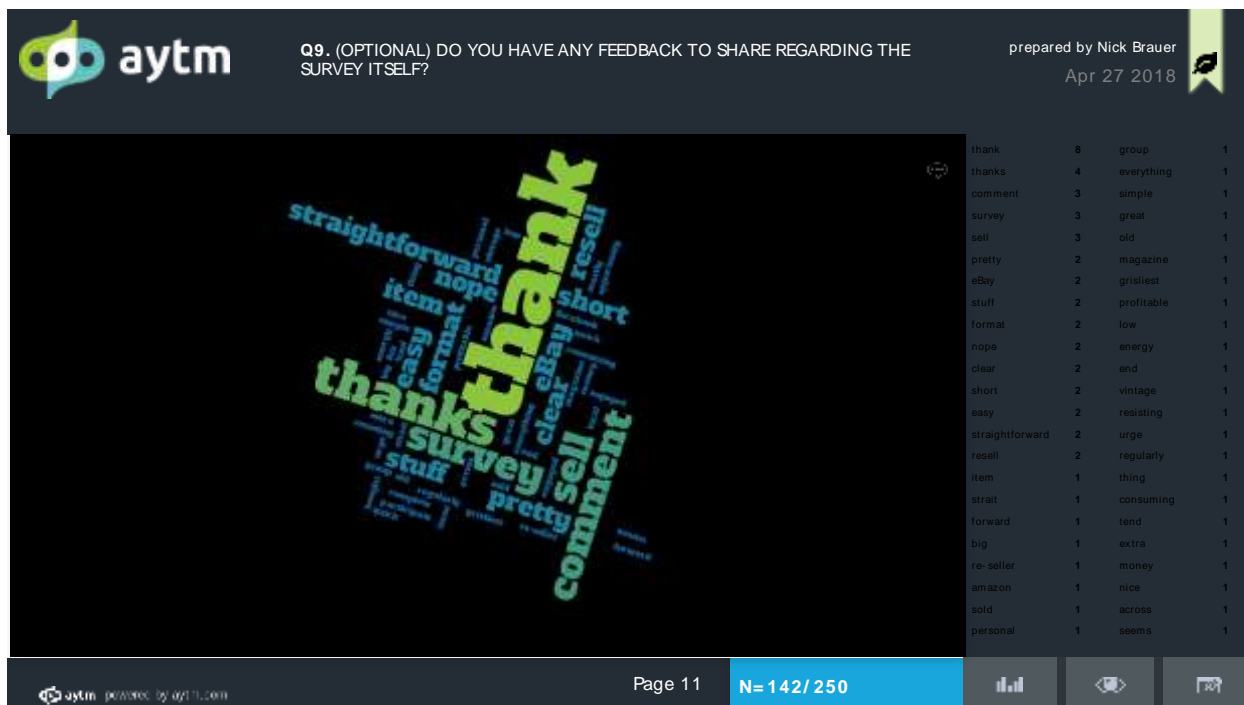 aytm
Q9. (OPTIONAL) DO YOU HAVE ANY FEEDBACK TO SHARE REGARDING THE
SURVEY ITSELF?
prepared by Nick Brauer
Apr 27 2018
thank
straightforward
resell
nope
item
short
easy
format
eBay
clear
thanks
survey
sell
comment
stuff
pretty
regularly
thank 8 group 1
thanks 4 everything 1
comment 3 simple 1
survey 3 great 1
sell 3 old 1
pretty 2 magazine 1
eBay 2 grisliest 1
stuff 2 profitable 1
format 2 low 1
nope 2 energy 1
clear 2 end 1
short 2 vintage 1
easy 2 resisting 1
straightforward 2 urge 1
resell 2 regularly 1
item 1 thing 1
strait 1 consuming 1
forward 1 tend 1
big 1 extra 1
re-seller 1 money 1
amazon 1 nice 1
sold 1 across 1
personal 1 seems 1
aytm powered by aytm.com
Page 11
N=142/250